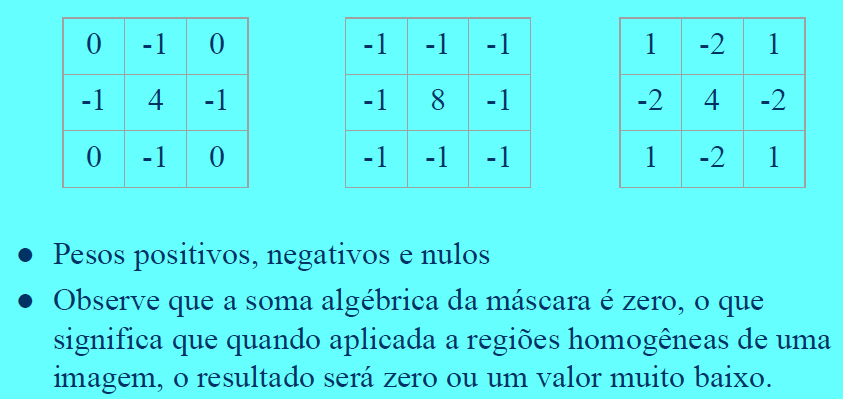 0 -1 0 -1 -1 -1 1 -2 1
-1 4 -1 -1 8 -1 -2 4 -2
0 -1 0 -1 -1 -1 1 -2 1
● Pesos positivos, negativos e nulos
● Observe que a soma algébrica da máscara é zero, o que
significa que quando aplicada a regiões homogêneas de uma
imagem, o resultado será zero ou um valor muito baixo.